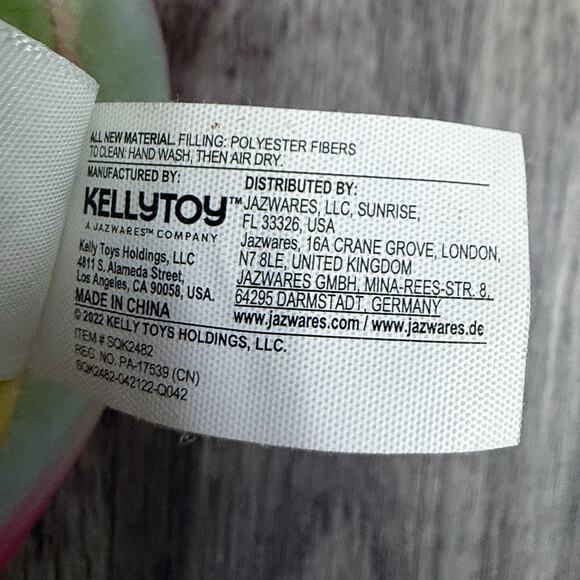 ALL NEW MATERIAL. FILLING: POLYESTER FIBERS
TO CLEAN: HAND WASH, THEN AIR DRY.
MANUFACTURED BY:
KELLYTOY™
A JAZWARES™ COMPANY
Kelly Toys Holdings, LLC
4811 S. Alameda Street,
Los Angeles, CA 90058, USA.
MADE IN CHINA
DISTRIBUTED BY:
JAZWARES, LLC, SUNRISE,
FL 33326, USA
Jazwares, 16A CRANE GROVE, LONDON,
N7 8LE, UNITED KINGDOM
JAZWARES GMBH, MINA-REES-STR. 8,
64295 DARMSTADT, GERMANY
www.jazwares.com / www.jazwares.de
© 2022 KELLY TOYS HOLDINGS, LLC.
ITEM # SQK2482
REG. NO. PA-17539 (CN)
SQK2482-042122-Q042